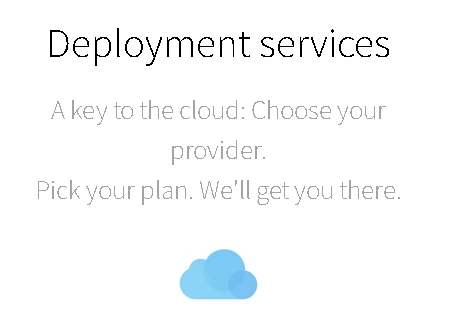 Deployment services
A key to the cloud: Choose your
provider.
Pick your plan. We'll get you there.